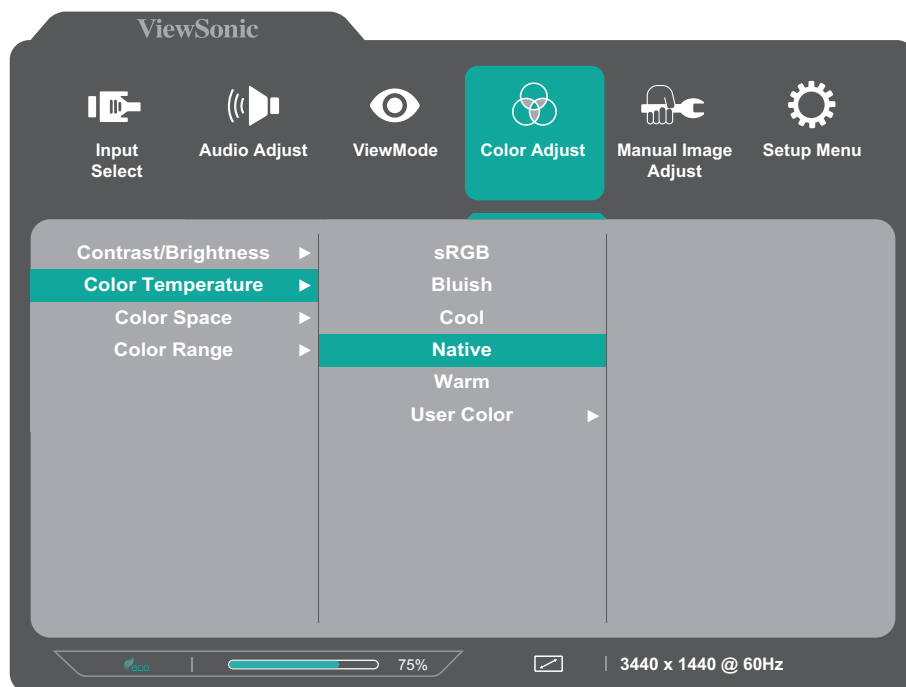 ViewSonic
Input
Select
Audio Adjust
ViewMode
Color Adjust
Manual Image
Adjust
Setup Menu
Contrast/Brightness
Color Temperature
Color Space
Color Range
sRGB
Bluish
Cool
Native
Warm
User Color
eco
75%
3440 x 1440 @ 60Hz